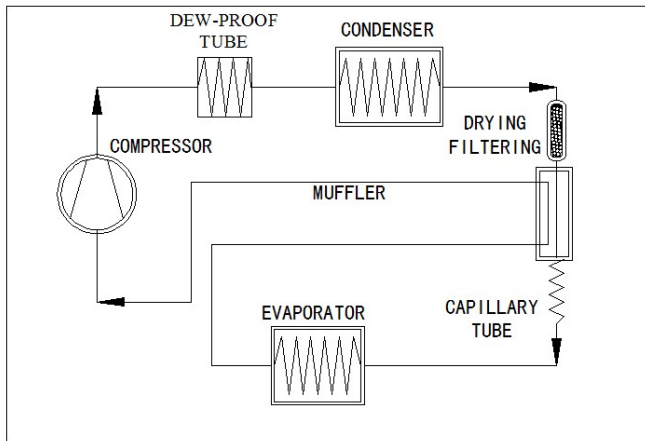 DEW-PROOF
TUBE
CONDENSER
COMPRESSOR
DRYING
FILTERING
MUFFLER
EVAPORATOR
CAPILLARY
TUBE